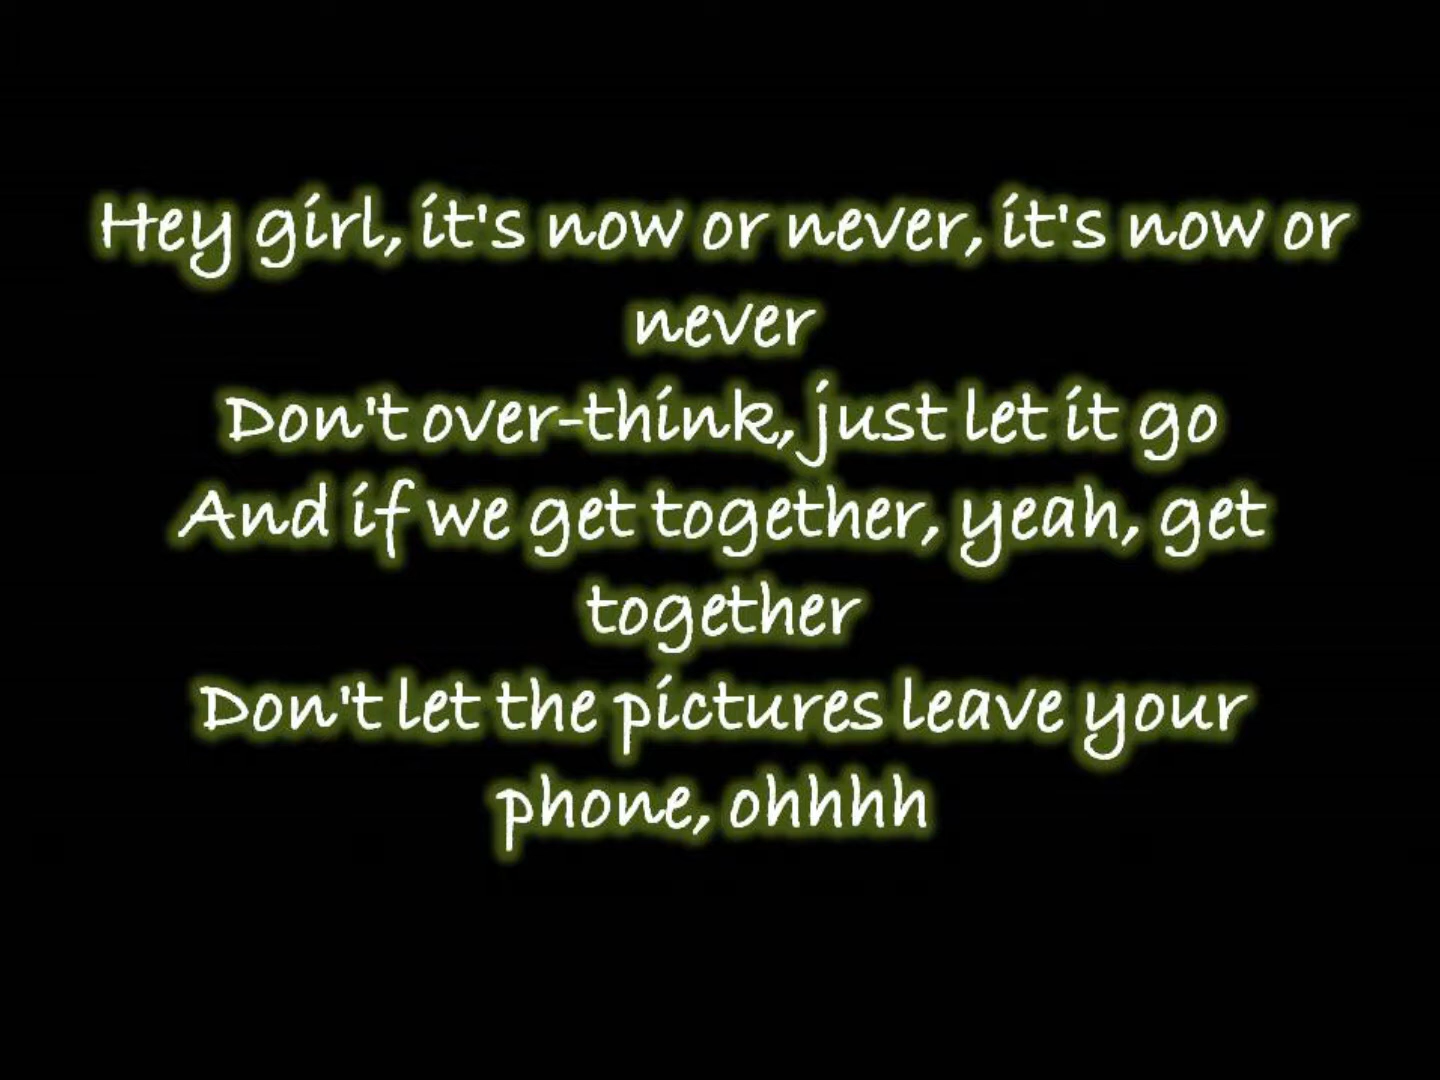 Hey girl, it's now or never, it's now or
never
Don't over-think, just let it go
And if we get together, yeah, get
together
Don't let the pictures leave your
phone, ohhhh